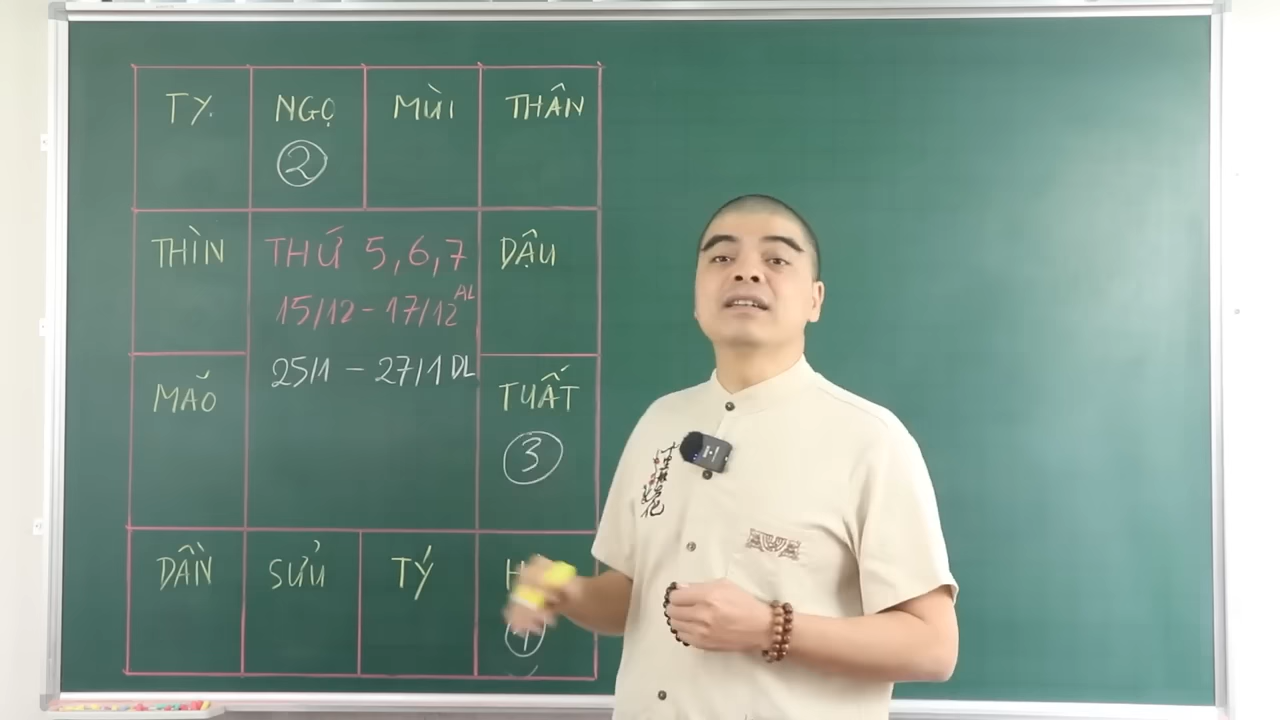 TỴ
NGỌ
MÙI
THÂN
2
THÌN
THỨ 5, 6, 7
DẬU
15/12 - 17/12 AL
25/1 - 27/1 DL
MÃO
TUẤT
3
DẦN
SỬU
TÝ
H